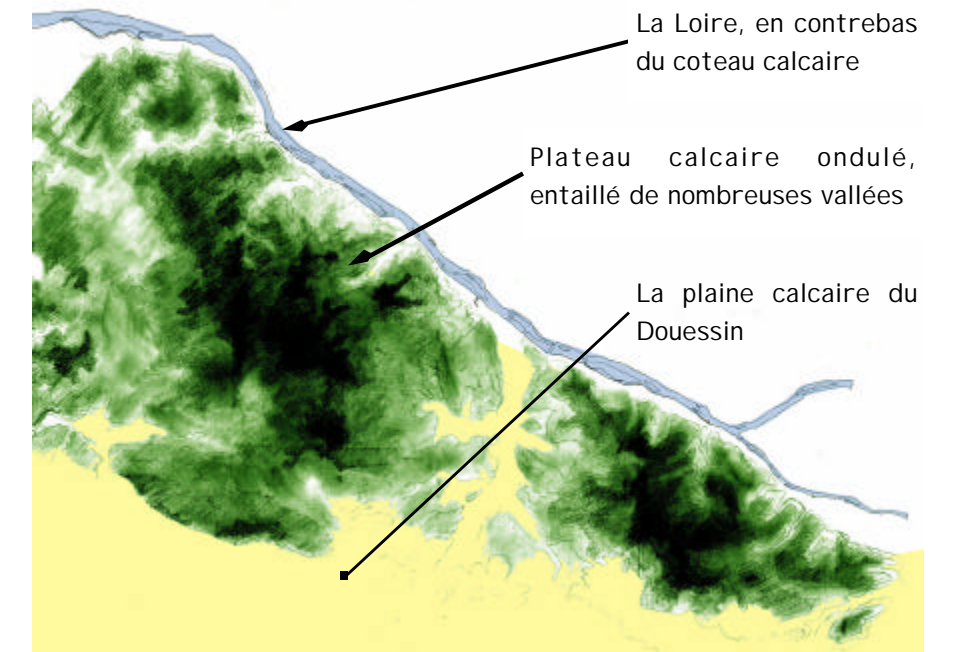 La Loire, en contrebas
du coteau calcaire
Plateau calcaire ondulé,
entaillé de nombreuses vallées
La plaine calcaire du
Douessin